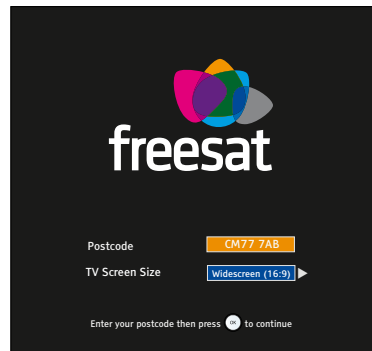 freesat
Postcode CM77 7AB
TV Screen Size Widescreen (16:9)
Enter your postcode then press OK to continue